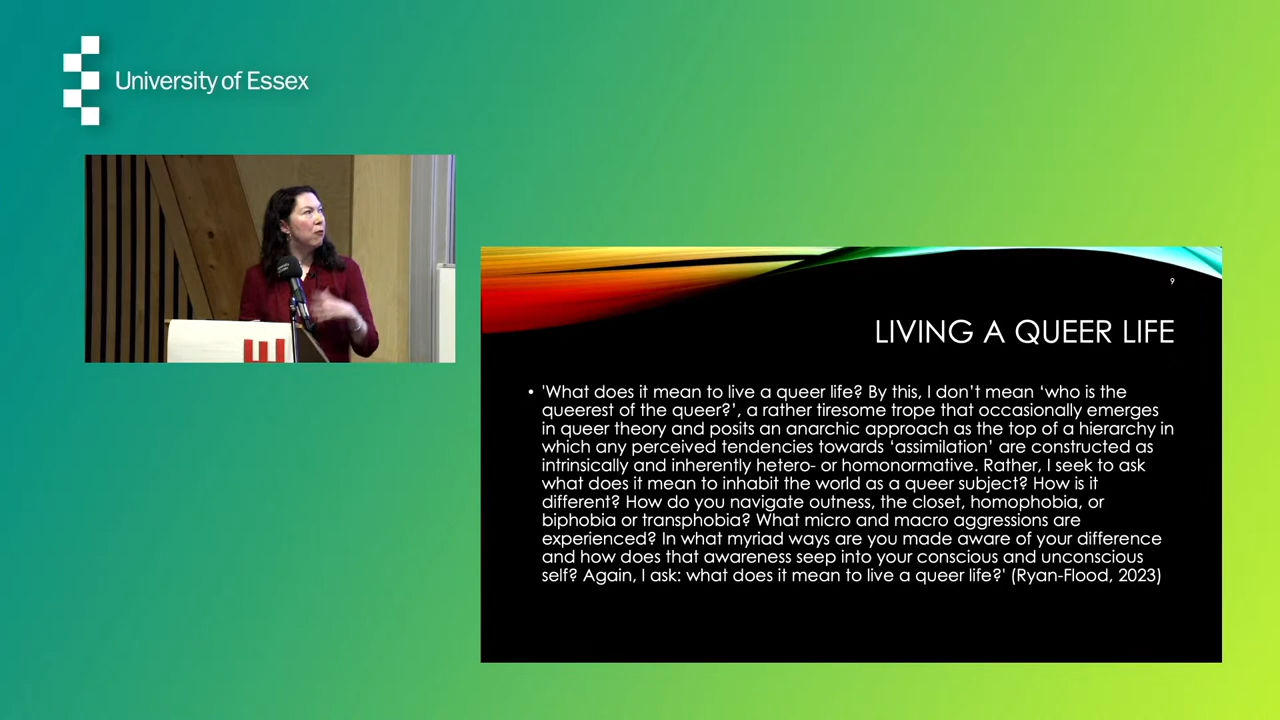 University of Essex
9
LIVING A QUEER LIFE
• 'What does it mean to live a queer life? By this, I don’t mean ‘who is the
queerest of the queer?’, a rather tiresome trope that occasionally emerges
in queer theory and posits an anarchic approach as the top of a hierarchy in
which any perceived tendencies towards ‘assimilation’ are constructed as
intrinsically and inherently hetero- or homonormative. Rather, I seek to ask
what does it mean to inhabit the world as a queer subject? How is it
different? How do you navigate outness, the closet, homophobia, or
biphobia or transphobia? What micro and macro aggressions are
experienced? In what myriad ways are you made aware of your difference
and how does that awareness seep into your conscious and unconscious
self? Again, I ask: what does it mean to live a queer life?' (Ryan-Flood, 2023)